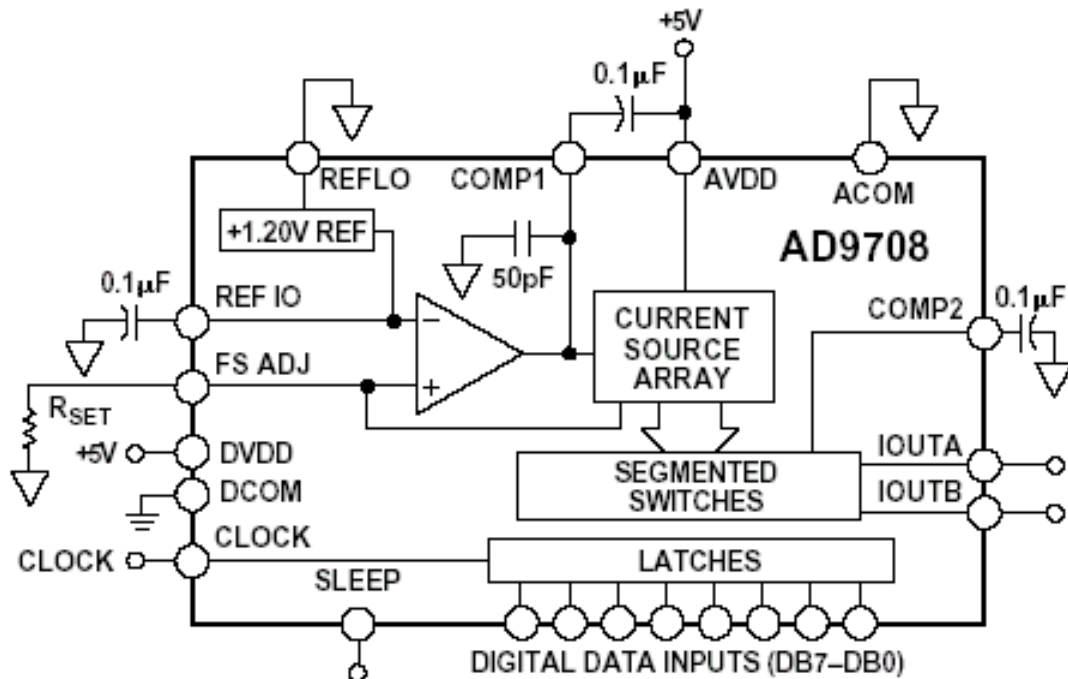 +5V
0.1µF
REFLO
COMP1
AVDD
ACOM
+1.20V REF
AD9708
50pF
0.1µF
REF IO
COMP2
0.1µF
CURRENT
SOURCE
ARRAY
FS ADJ
RSET
+5V
DVDD
DCOM
SEGMENTED
SWITCHES
IOUTA
IOUTB
CLOCK
CLOCK
LATCHES
SLEEP
DIGITAL DATA INPUTS (DB7–DB0)